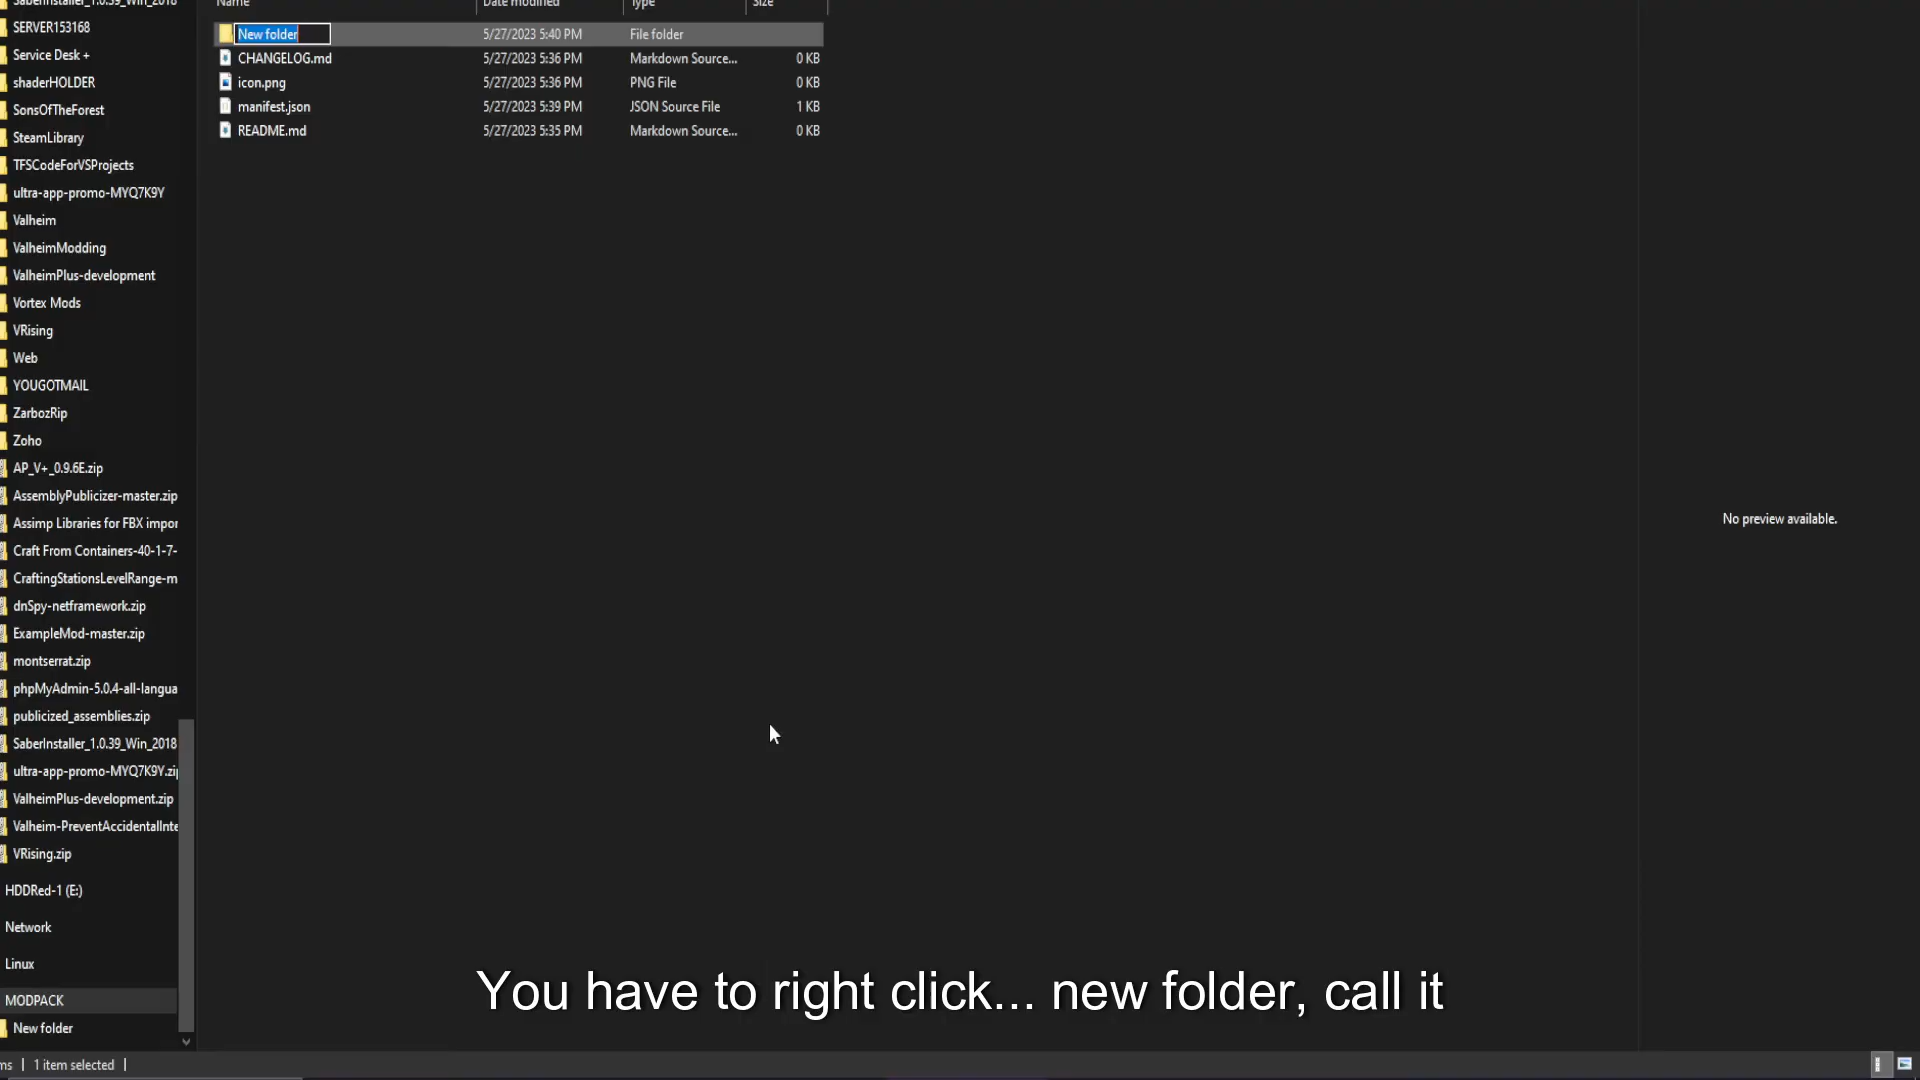 SaberInstaller_1.0.39_Win_2018
SERVER153168
Service Desk +
shaderHOLDER
SonsOfTheForest
SteamLibrary
TFSCodeForVSProjects
ultra-app-promo-MYQ7K9Y
Valheim
ValheimModding
ValheimPlus-development
Vortex Mods
VRising
Web
YOUGOTMAIL
ZarbozRip
Zoho
AP_V+_0.9.6E.zip
AssemblyPublicizer-master.zip
Assimp Libraries for FBX impor
Craft From Containers-40-1-7-
CraftingStationsLevelRange-m
dnSpy-netframework.zip
ExampleMod-master.zip
montserrat.zip
phpMyAdmin-5.0.4-all-langua
publicized_assemblies.zip
SaberInstaller_1.0.39_Win_2018
ultra-app-promo-MYQ7K9Y.zip
ValheimPlus-development.zip
Valheim-PreventAccidentalInte
VRising.zip
HDDRed-1 (E:)
Network
Linux
MODPACK
New folder
Name Date modified Type Size
New folder 5/27/2023 5:40 PM File folder
CHANGELOG.md 5/27/2023 5:36 PM Markdown Source... 0 KB
icon.png 5/27/2023 5:36 PM PNG File 0 KB
manifest.json 5/27/2023 5:39 PM JSON Source File 1 KB
README.md 5/27/2023 5:35 PM Markdown Source... 0 KB
No preview available.
You have to right click... new folder, call it
ms 1 item selected